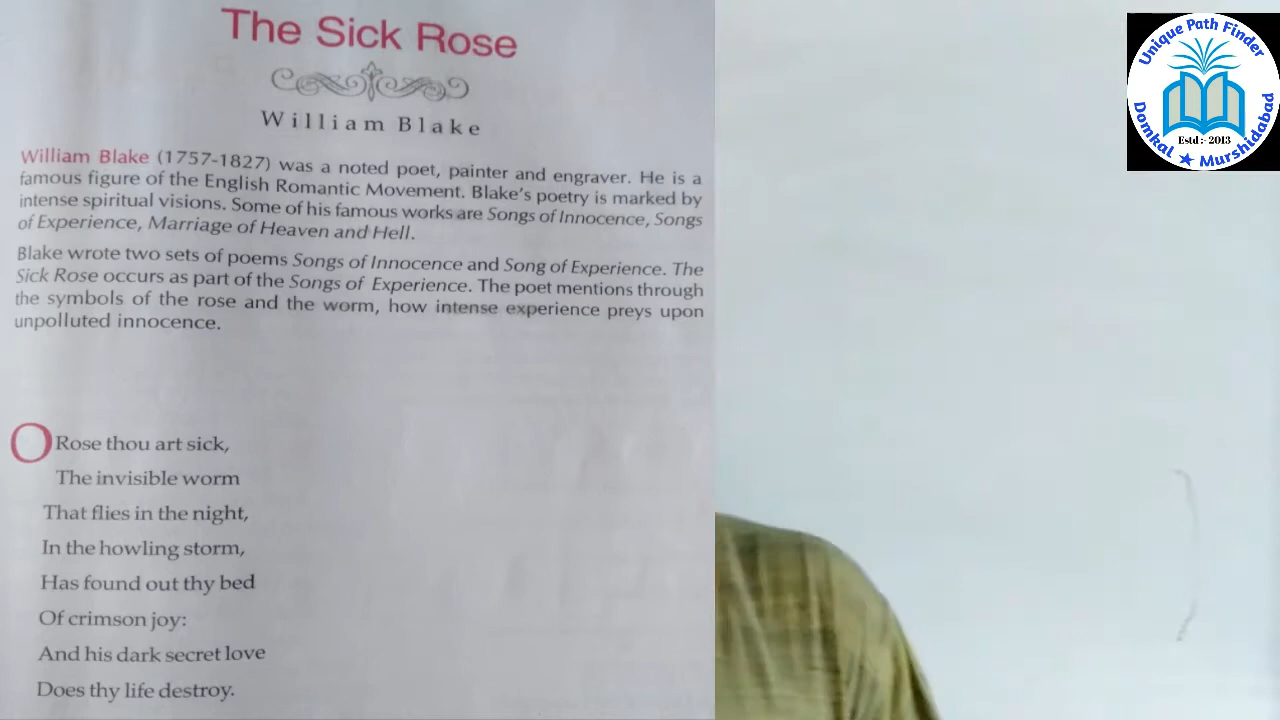 The Sick Rose
William Blake
William Blake (1757-1827) was a noted poet, painter and engraver. He is a
famous figure of the English Romantic Movement. Blake's poetry is marked by
intense spiritual visions. Some of his famous works are Songs of Innocence, Songs
of Experience, Marriage of Heaven and Hell.
Blake wrote two sets of poems Songs of Innocence and Song of Experience. The
Sick Rose occurs as part of the Songs of Experience. The poet mentions through
the symbols of the rose and the worm, how intense experience preys upon
unpolluted innocence.
O Rose thou art sick,
The invisible worm
That flies in the night,
In the howling storm,
Has found out thy bed
Of crimson joy:
And his dark secret love
Does thy life destroy.
Unique Path Finder
Estd :- 2013
Domkal ★ Murshidabad